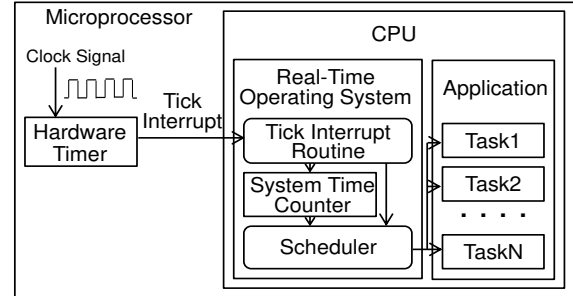 Microprocessor
CPU
Clock Signal
Tick
Interrupt
Hardware
Timer
Real-Time
Operating System
Tick Interrupt
Routine
System Time
Counter
Scheduler
Application
Task1
Task2
. . . .
TaskN